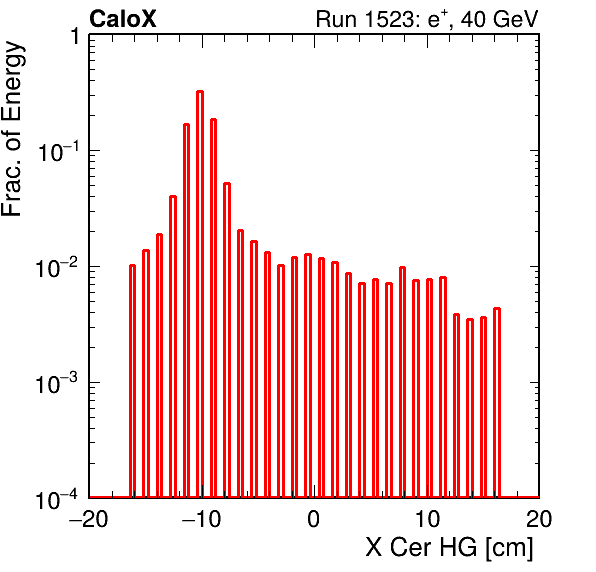 CaloX
Run 1523: e⁺, 40 GeV
Frac. of Energy
1
10⁻¹
10⁻²
10⁻³
10⁻⁴
−20 −10 0 10 20
X Cer HG [cm]